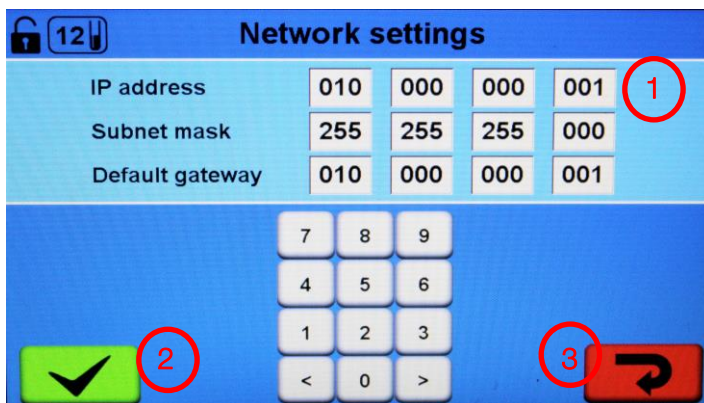 12 Network settings
IP address 010 000 000 001 1
Subnet mask 255 255 255 000
Default gateway 010 000 000 001
7 8 9
4 5 6
1 2 3
2 3
< 0 >